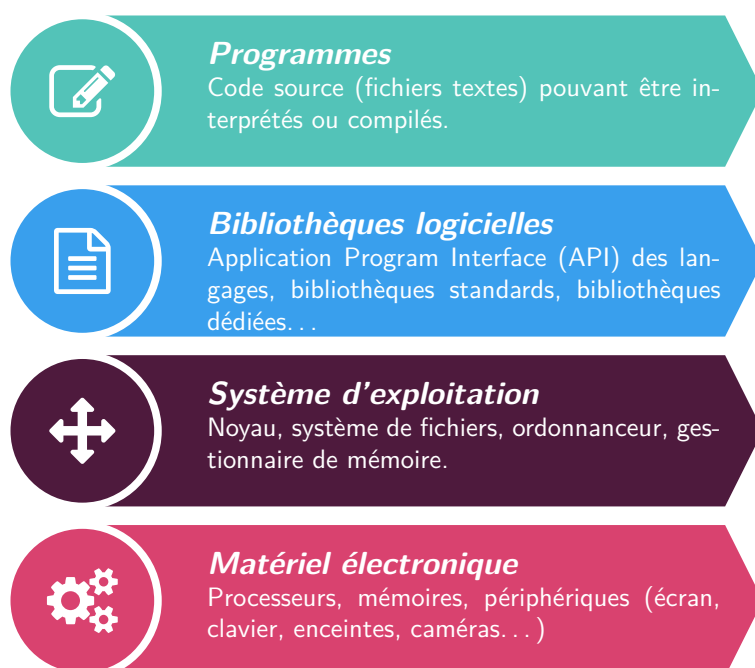 Programmes
Code source (fichiers textes) pouvant être in-
terprétés ou compilés.
Bibliothèques logicielles
Application Program Interface (API) des lan-
gages, bibliothèques standards, bibliothèques
dédiées...
Système d'exploitation
Noyau, système de fichiers, ordonnanceur, ges-
tionnaire de mémoire.
Matériel électronique
Processeurs, mémoires, périphériques (écran,
clavier, enceintes, caméras...)